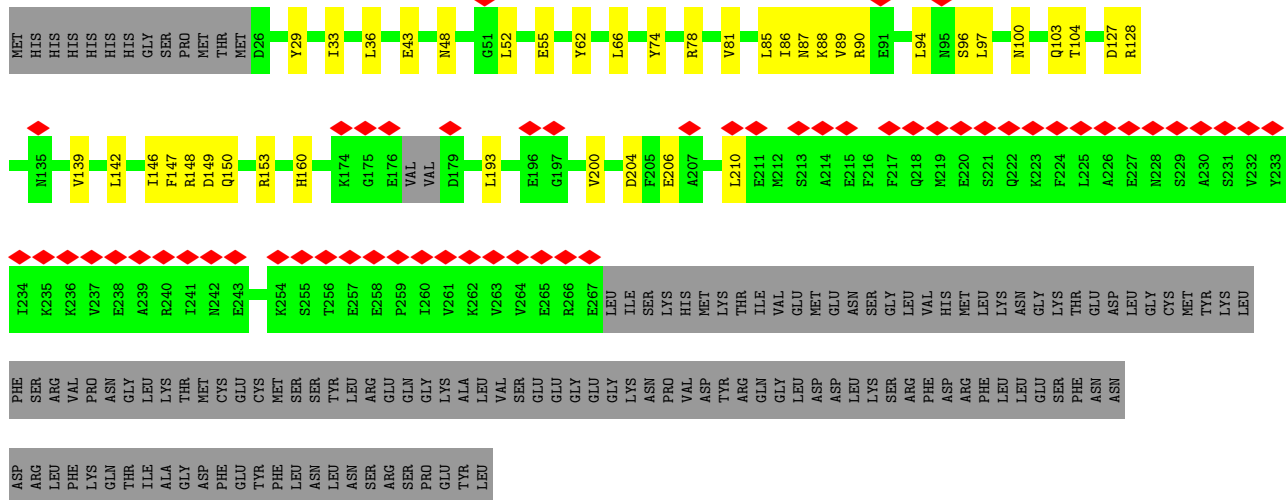 MET HIS HIS HIS HIS HIS HIS GLY SER PRO MET THR MET D26 Y29 I33 L36 E43 N48 G51 L52 E55 Y62 L66 Y74 R78 V81 L85 I86 N87 K88 V89 R90 E91 L94 N95 S96 L97 N100 Q103 T104 D127 R128
N135 V139 L142 I146 F147 R148 D149 Q150 R153 H160 K174 G175 E176 VAL VAL D179 L193 E196 G197 V200 D204 F205 E206 A207 L210 E211 M212 S213 A214 E215 F216 F217 Q218 M219 E220 S221 Q222 K223 F224 L225 A226 E227 N228 S229 A230 S231 V232 Y233
I234 K235 K236 V237 E238 A239 R240 I241 N242 E243 K254 S255 T256 E257 E258 P259 I260 V261 K262 V263 V264 E265 R266 E267 LEU ILE SER LYS HIS MET LYS THR ILE VAL GLU MET GLU ASN SER GLY LEU VAL HIS MET LEU LYS ASN GLY LYS THR GLU ASP LEU GLY CYS MET TYR LYS LEU
PHE SER ARG VAL PRO ASN GLY LEU LYS THR MET CYS GLU CYS MET SER SER TYR LEU ARG GLU GLN GLY LYS ALA LEU VAL SER GLU GLU GLY GLU GLY LYS ASN PRO VAL ASP TYR ARG GLN GLY LEU ASP ASP LEU LYS SER ARG PHE ASP ARG PHE LEU LEU GLU SER PHE ASN ASN
ASP ARG LEU PHE LYS GLN THR ILE ALA GLY ASP PHE GLU TYR PHE LEU ASN LEU ASN SER ARG SER PRO GLU TYR LEU